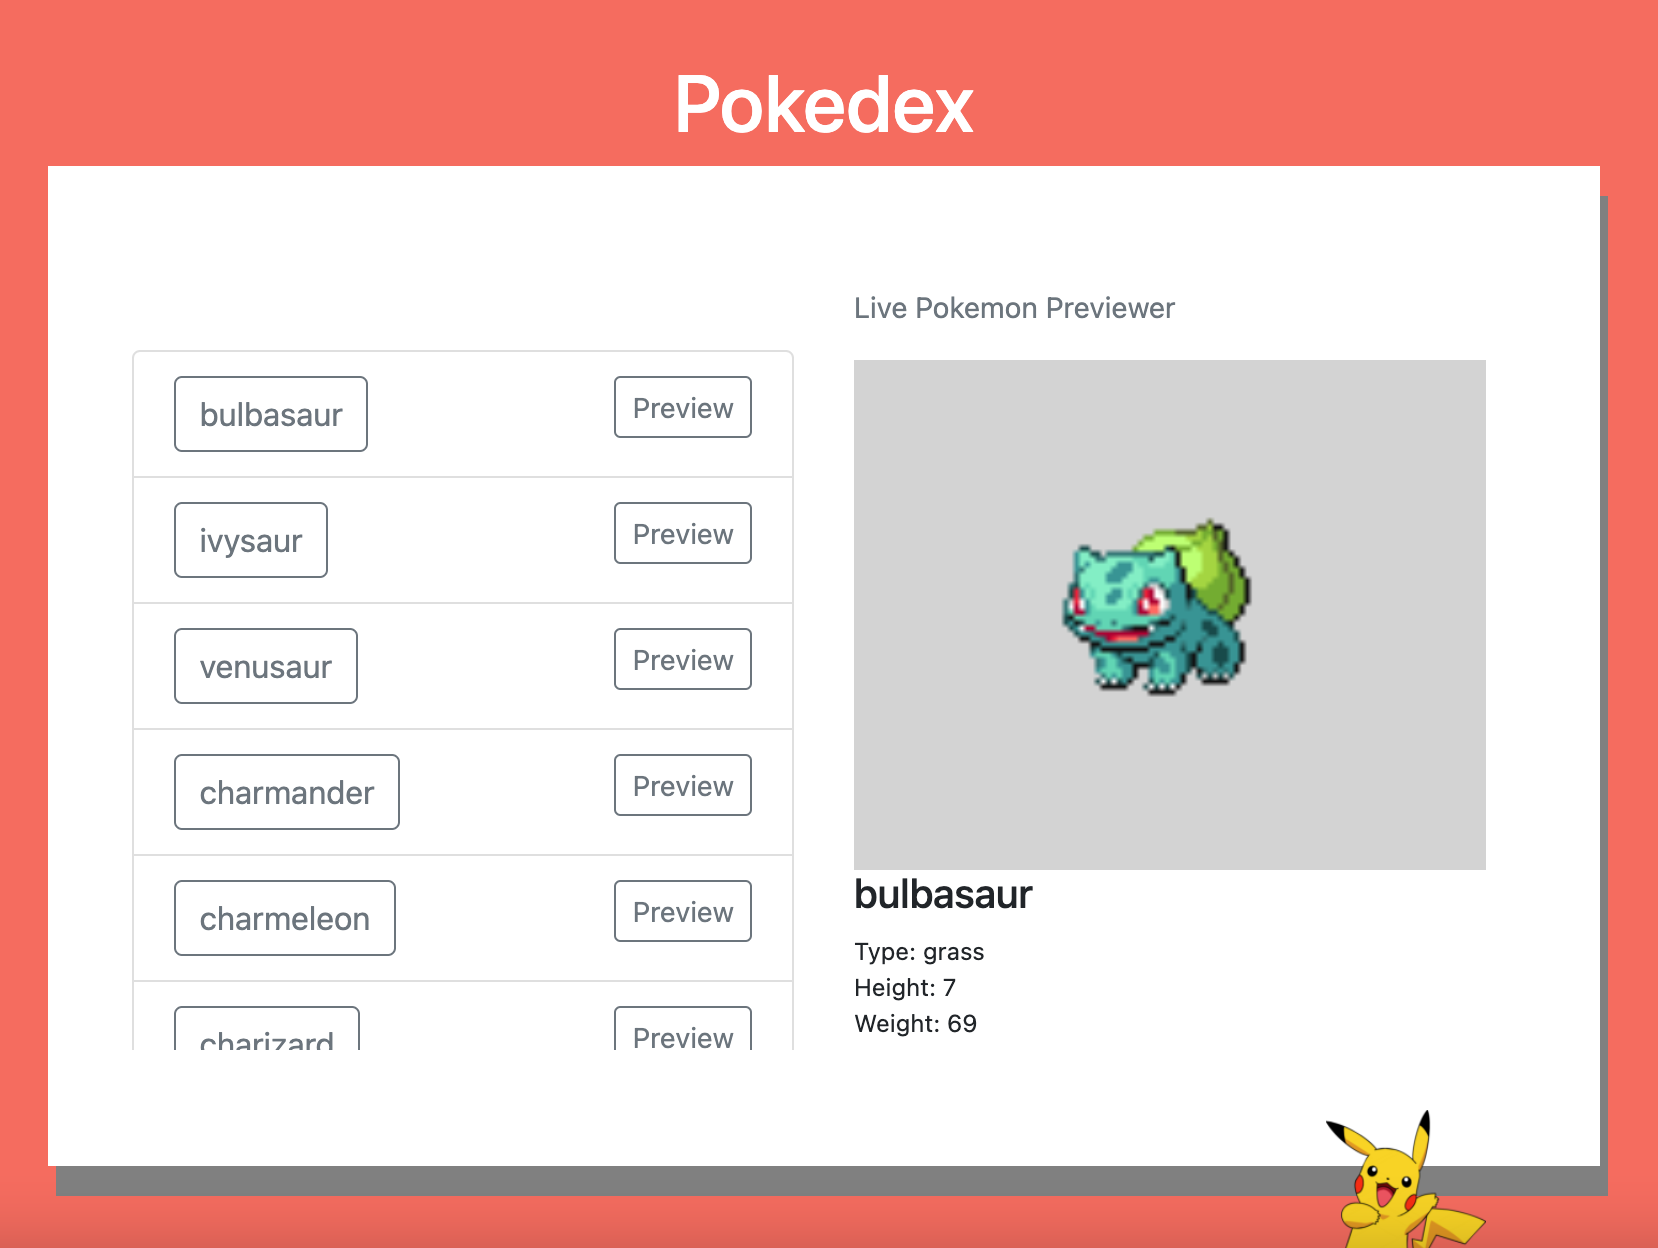 Pokedex
Live Pokemon Previewer
bulbasaur Preview
ivysaur Preview
venusaur Preview
charmander Preview
charmeleon Preview
charizard Preview
bulbasaur
Type: grass
Height: 7
Weight: 69